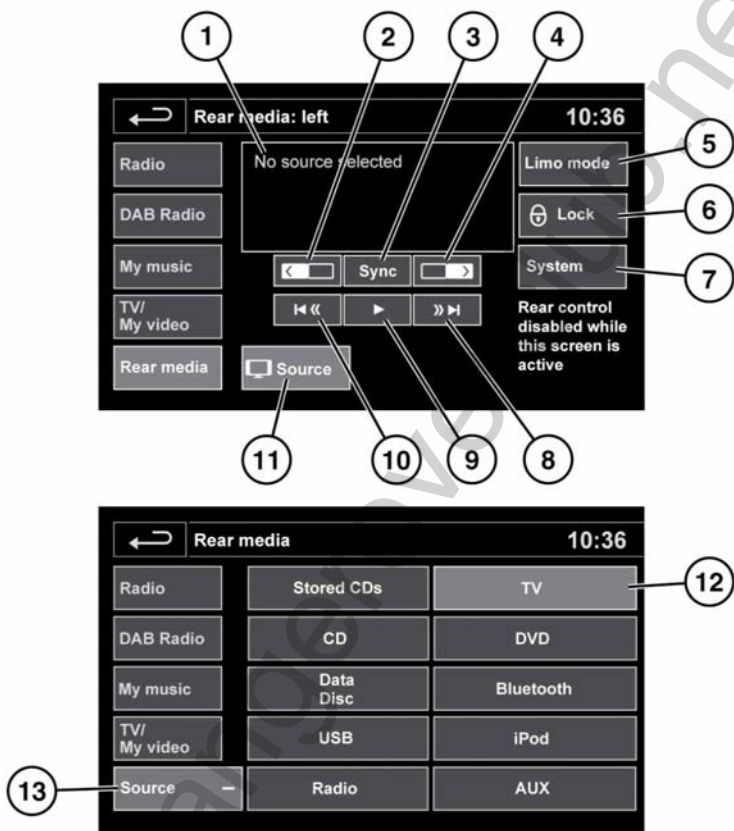 1
2
3
4
Rear media: left
10:36
Radio
No source selected
Limo mode
5
DAB Radio
Lock
6
My music
Sync
System
7
TV/
My video
Rear control
disabled while
this screen is
active
Rear media
Source
11
10
9
8
Rear media
10:36
Radio
Stored CDs
TV
12
DAB Radio
CD
DVD
My music
Data
Disc
Bluetooth
TV/
My video
USB
iPod
13
Source
Radio
AUX